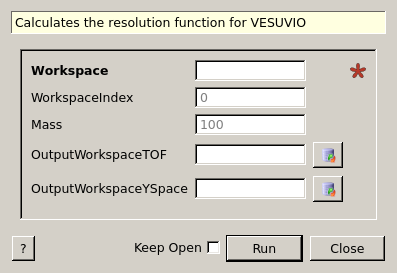 Calculates the resolution function for VESUVIO
Workspace
WorkspaceIndex 0
Mass 100
OutputWorkspaceTOF
OutputWorkspaceYSpace
? Keep Open Run Close